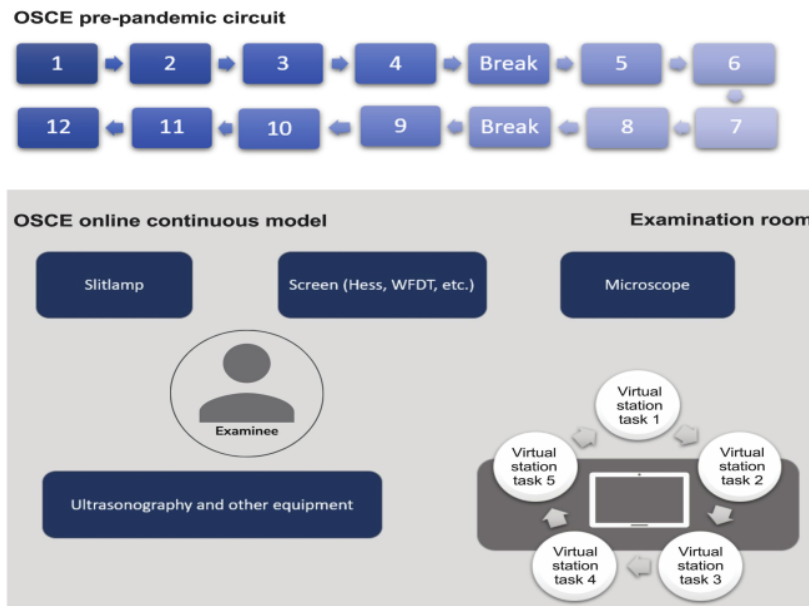 OSCE pre-pandemic circuit
1 2 3 4 Break 5 6
12 11 10 9 Break 8 7
OSCE online continuous model
Examination room
Slitlamp
Screen (Hess, WFDT, etc.)
Microscope
Examinee
Ultrasonography and other equipment
Virtual
station
task 1
Virtual
station
task 2
Virtual
station
task 3
Virtual
station
task 4
Virtual
station
task 5